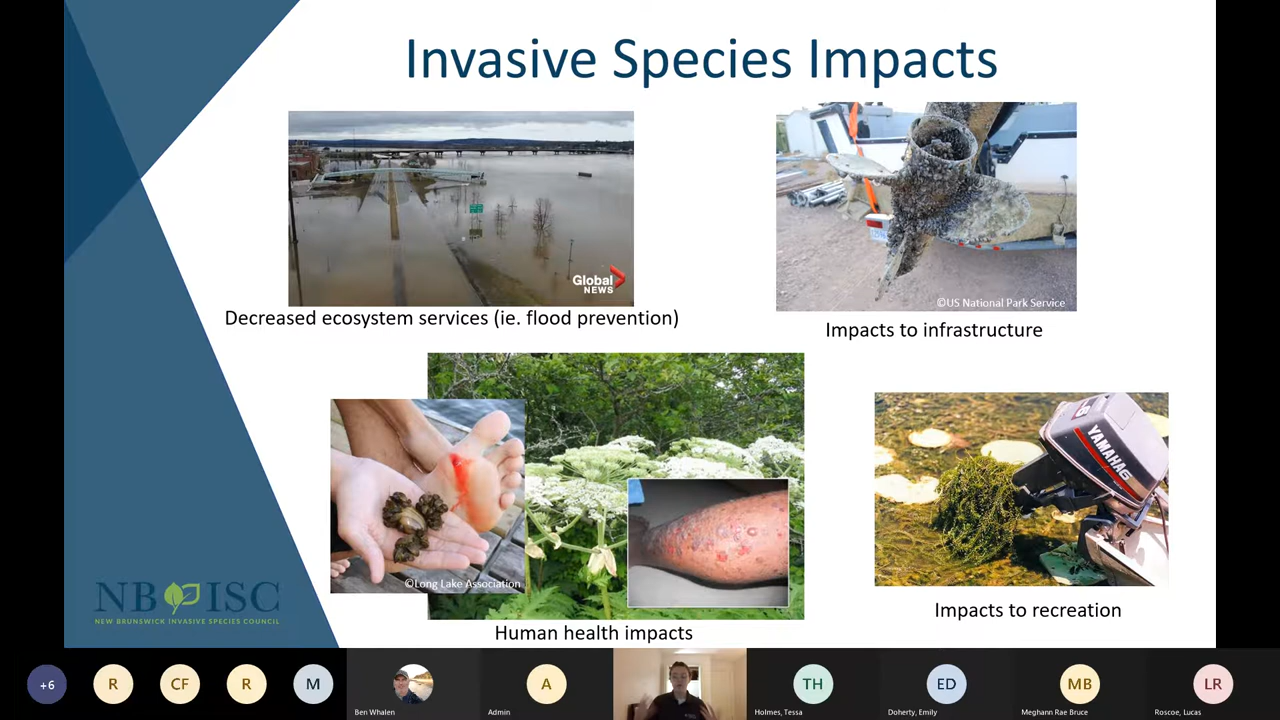 Invasive Species Impacts
Global
NEWS
©US National Park Service
Decreased ecosystem services (ie. flood prevention)
Impacts to infrastructure
YAMAHA
©Long Lake Association
Human health impacts
Impacts to recreation
NB ISC
NEW BRUNSWICK INVASIVE SPECIES COUNCIL
+6
R
CF
R
M
A
TH
ED
MB
LR
Ben Whalen
Admin
Holmes, Tessa
Doherty, Emily
Meghann Rae Bruce
Roscoe, Lucas